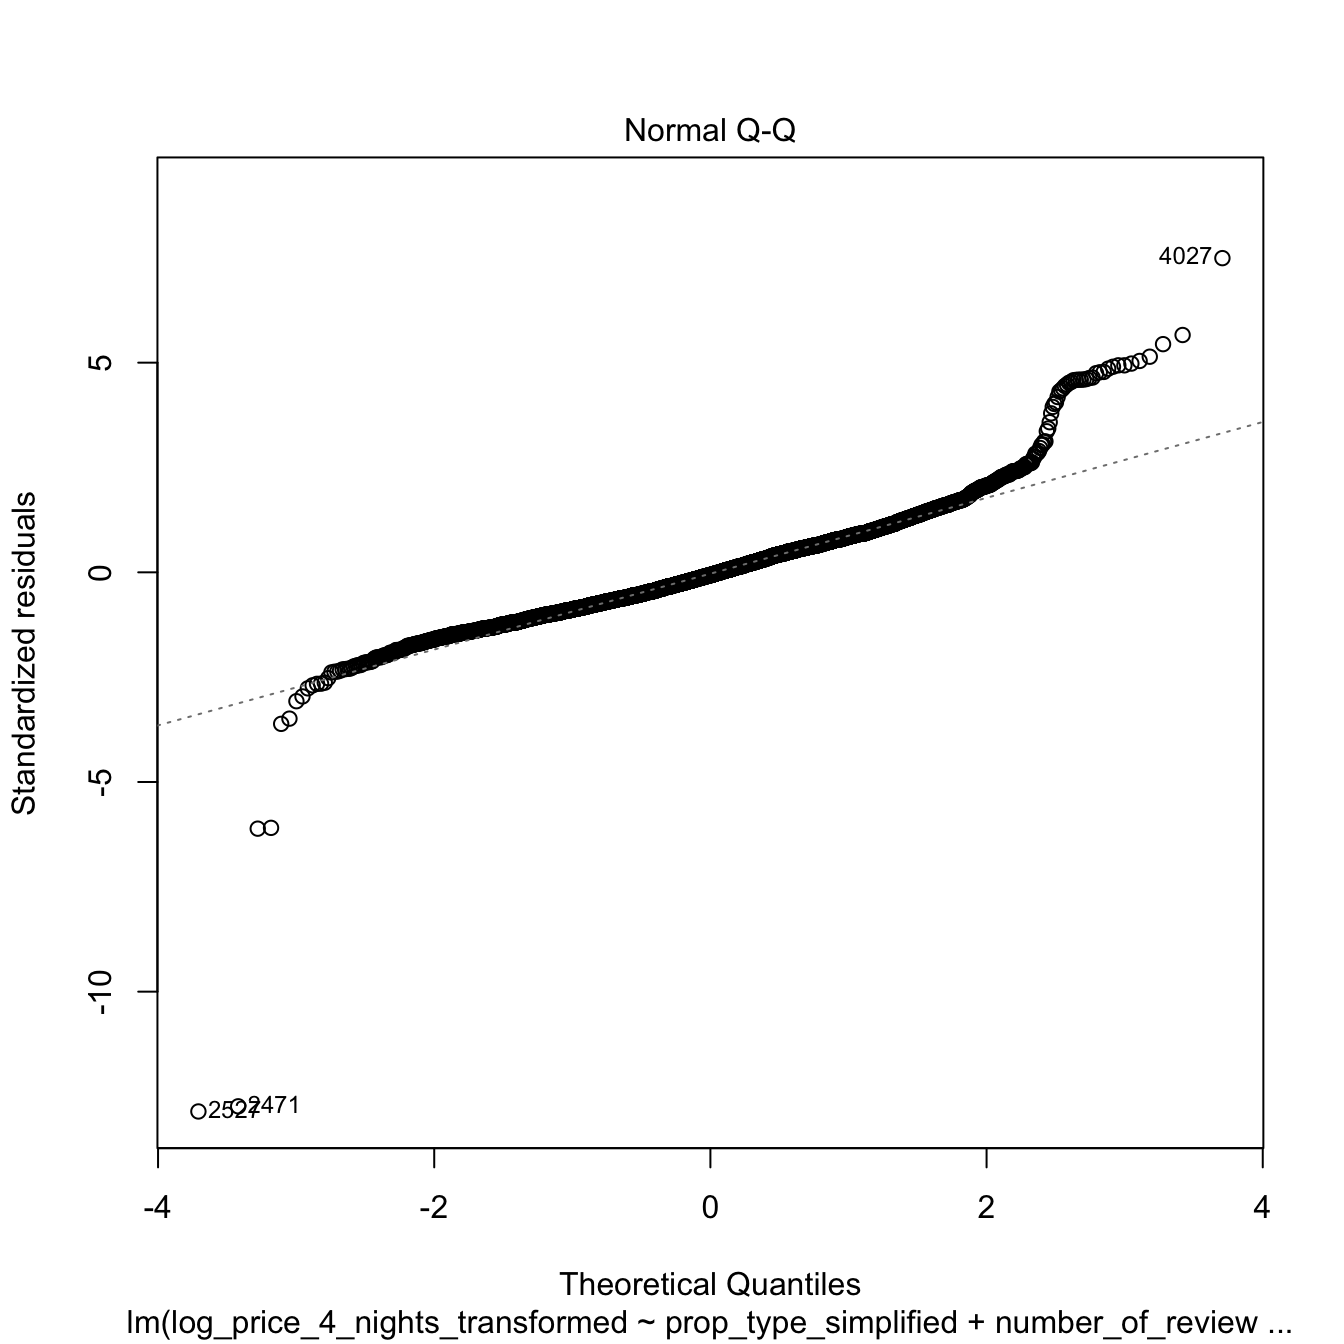 Normal Q-Q
4027
5
0
-5
-10
Standardized residuals
2527
2471
-4 -2 0 2 4
Theoretical Quantiles
lm(log_price_4_nights_transformed ~ prop_type_simplified + number_of_review ...